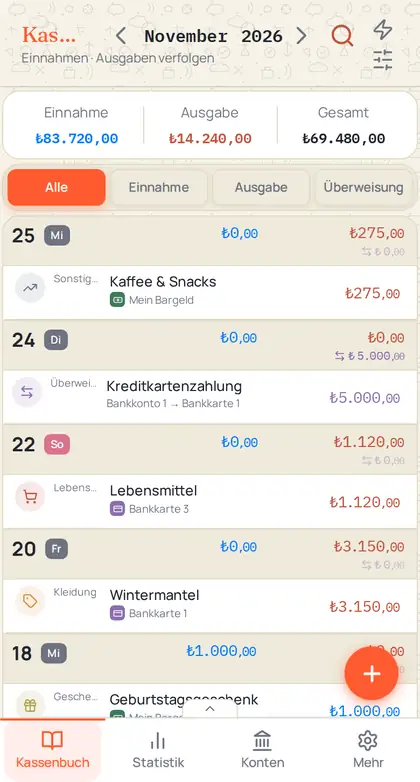 Kas...
November 2026
Einnahmen · Ausgaben verfolgen
Einnahme Ausgabe Gesamt
₺83.720,00 ₺14.240,00 ₺69.480,00
Alle Einnahme Ausgabe Überweisung
25 Mi ₺0,00 ₺275,00
₺0,00
Sonstig... Kaffee & Snacks
Mein Bargeld
₺275,00
24 Di ₺0,00 ₺0,00
₺5.000,00
Überwei... Kreditkartenzahlung
Bankkonto 1 → Bankkarte 1
₺5.000,00
22 So ₺0,00 ₺1.120,00
₺0,00
Lebens... Lebensmittel
Bankkarte 3
₺1.120,00
20 Fr ₺0,00 ₺3.150,00
₺0,00
Kleidung Wintermantel
Bankkarte 1
₺3.150,00
18 Mi ₺1.000,00
Gesche... Geburtstagsgeschenk
Mein
₺1.000,00
Kassenbuch Statistik Konten Mehr